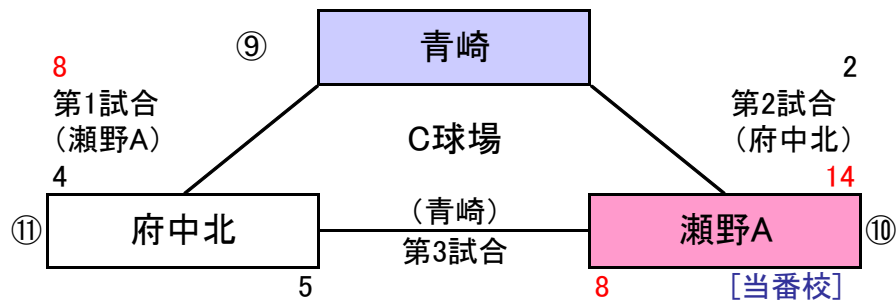 ⑨
青崎
8
2
第1試合
(瀬野A)
C球場
第2試合
(府中北)
4
14
⑪
府中北
(青崎)
第3試合
瀬野A
⑩
5
8
[当番校]